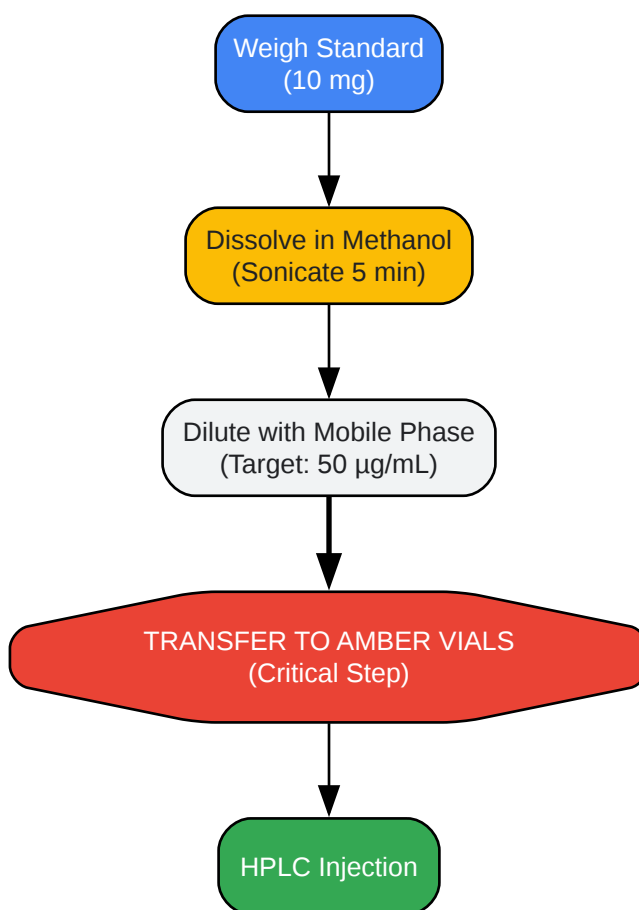 Weigh Standard
(10 mg)
Dissolve in Methanol
(Sonicate 5 min)
Dilute with Mobile Phase
(Target: 50 µg/mL)
TRANSFER TO AMBER VIALS
(Critical Step)
HPLC Injection